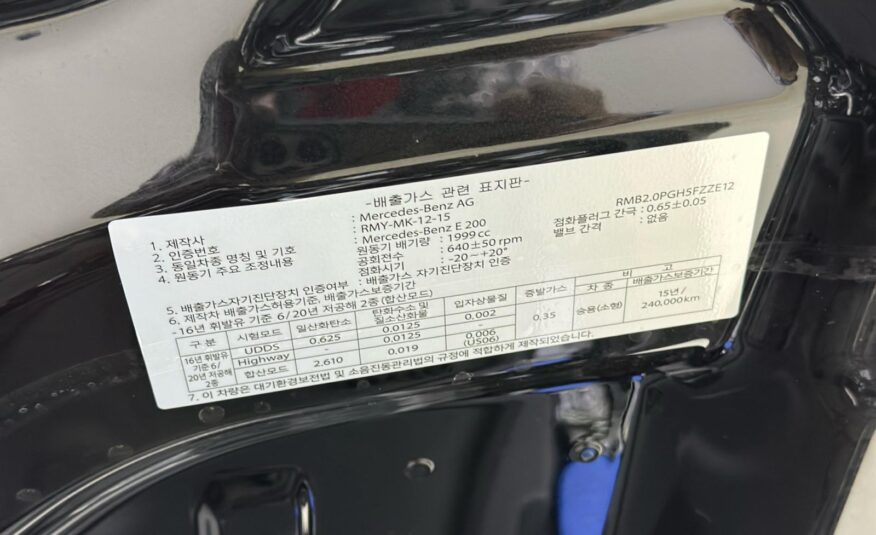 -배출가스 관련 표지판-
1. 제작사 : Mercedes-Benz AG
2. 인증번호 : RMY-MK-12-15
3. 동일차종 명칭 및 기호 : Mercedes-Benz E 200 RMB2.0PGH5FZZE12
4. 원동기 주요 조정내용 원동기 배기량 : 1999cc 점화플러그 간극 : 0.65±0.05
공회전수 : 640±50 rpm 밸브 간격 : 없음
점화시기 : -20~+20°
5. 배출가스자기진단장치 인증여부 : 배출가스 자기진단장치 인증
6. 제작차 배출가스허용기준, 배출가스보증기간
-16년 휘발유 기준 6/20년 저공해 2종(합산모드)
구 분 시험모드 일산화탄소 탄화수소 및 질소산화물 입자상물질 증발가스 비 고
차 종 배출가스보증기간
16년 휘발유 기준 6/ 20년 저공해 2종 UDDS 0.625 0.0125 0.002 0.35 승용(소형) 15년/ 240,000km
Highway 0.0125 -
합산모드 2.610 0.019 0.006 (US06)
7. 이 차량은 대기환경보전법 및 소음진동관리법의 규정에 적합하게 제작되었습니다.